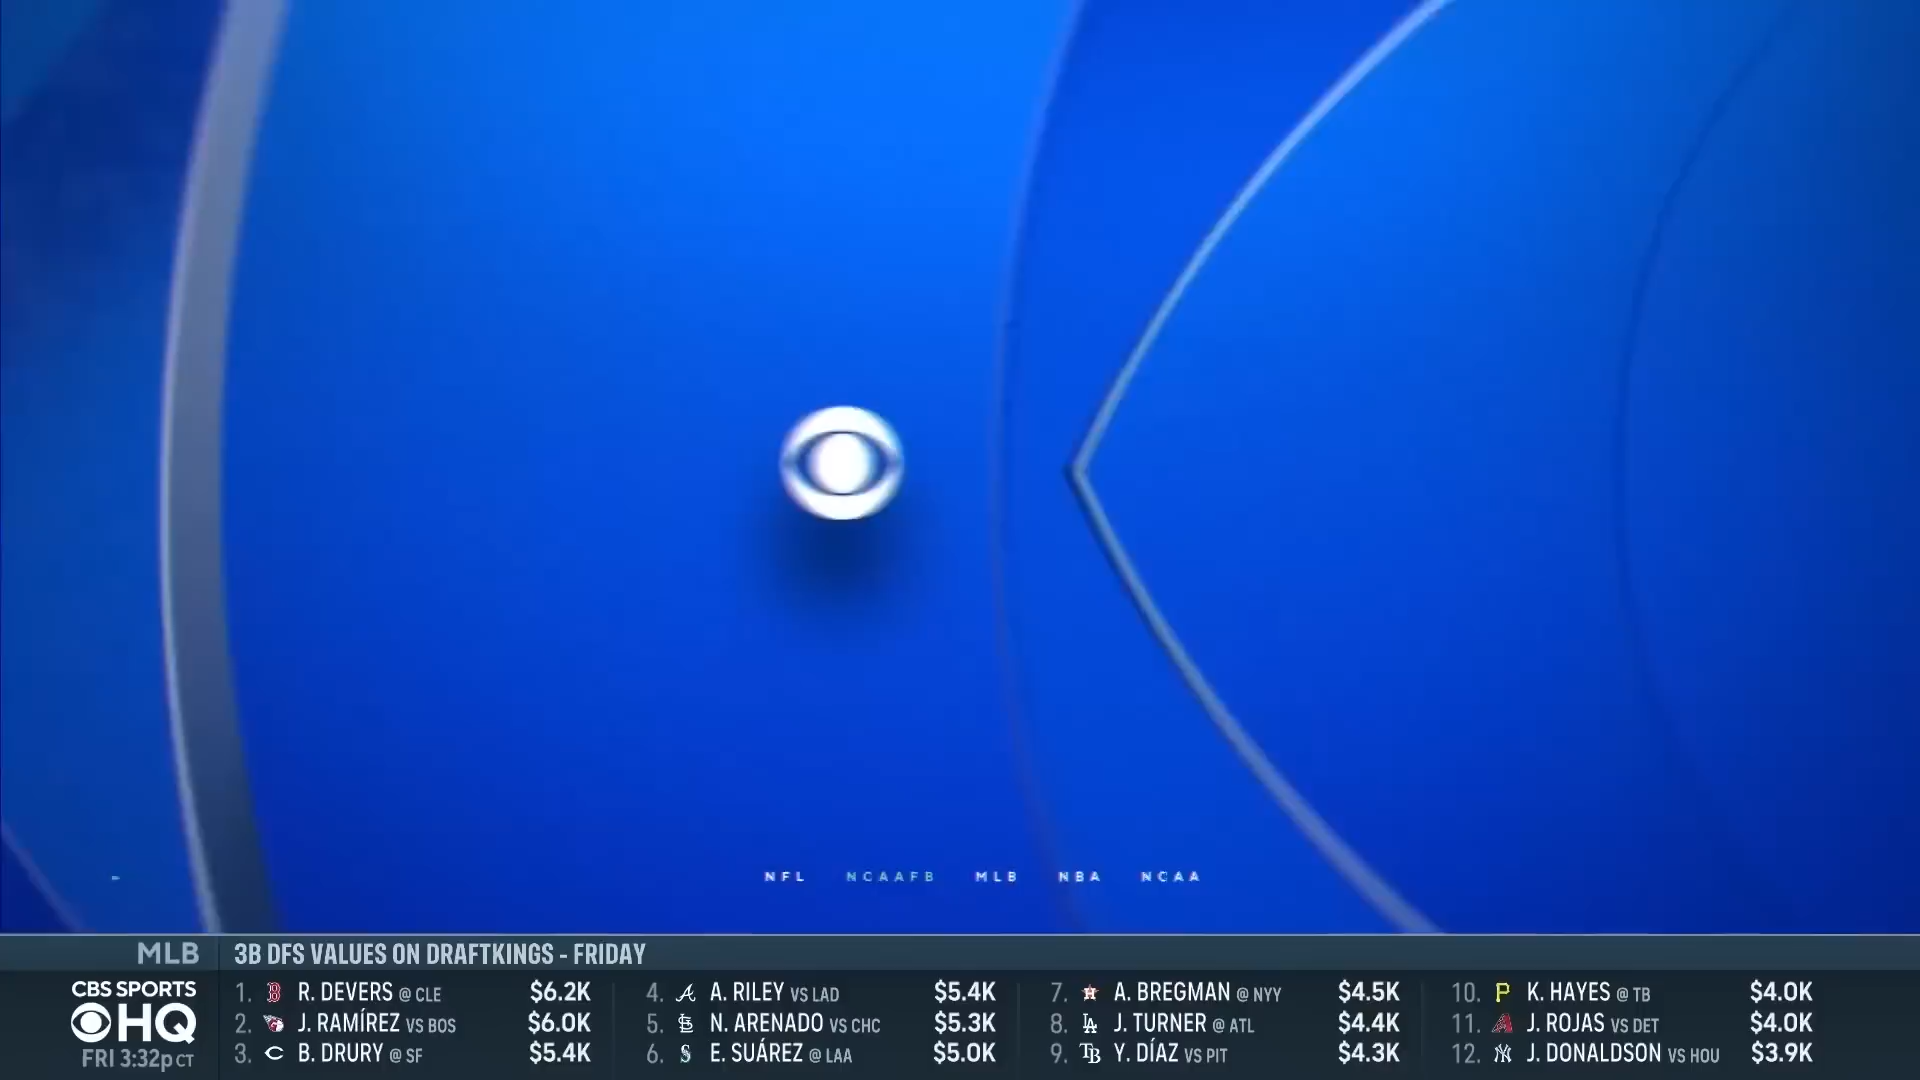 NFL NCAAFB MLB NBA NCAA
MLB 3B DFS VALUES ON DRAFTKINGS - FRIDAY
CBS SPORTS
HQ
FRI 3:32p CT
1. R. DEVERS @ CLE $6.2K
2. J. RAMÍREZ VS BOS $6.0K
3. B. DRURY @ SF $5.4K
4. A. RILEY VS LAD $5.4K
5. N. ARENADO VS CHC $5.3K
6. E. SUÁREZ @ LAA $5.0K
7. A. BREGMAN @ NYY $4.5K
8. J. TURNER @ ATL $4.4K
9. Y. DÍAZ VS PIT $4.3K
10. K. HAYES @ TB $4.0K
11. J. ROJAS VS DET $4.0K
12. J. DONALDSON VS HOU $3.9K